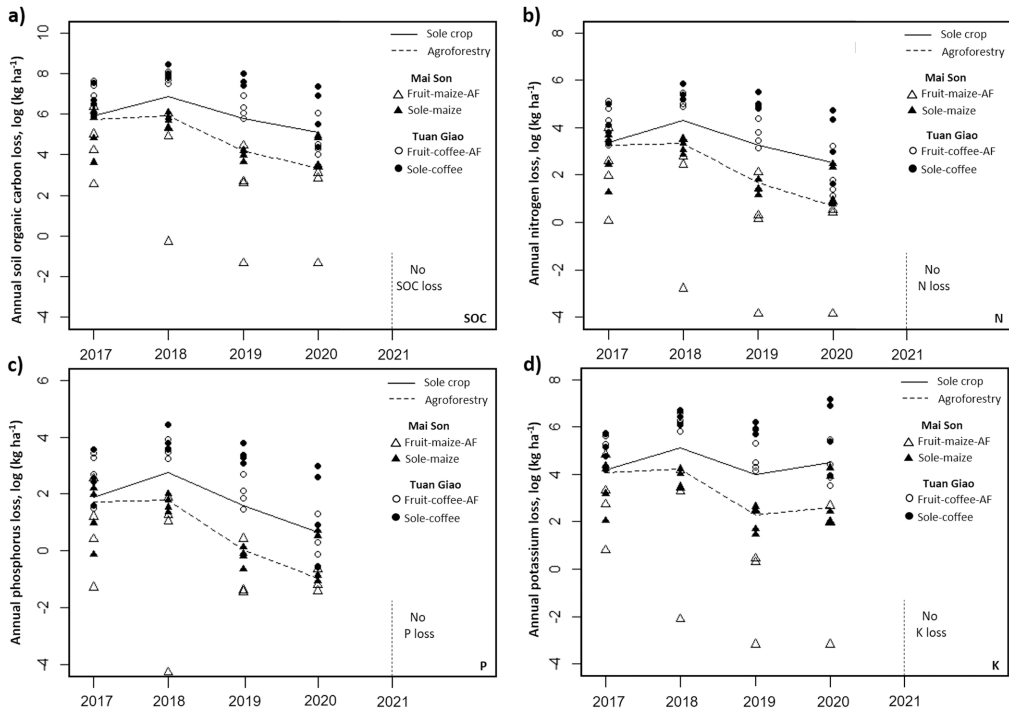 a)
Annual soil organic carbon loss, log (kg ha⁻¹)
10
8
6
4
2
0
-2
-4
Sole crop
Agroforestry
Mai Son
Fruit-maize-AF
Sole-maize
Tuan Giao
Fruit-coffee-AF
Sole-coffee
No
SOC loss
SOC
2017 2018 2019 2020 2021
b)
Annual nitrogen loss, log (kg ha⁻¹)
8
6
4
2
0
-2
-4
Sole crop
Agroforestry
Mai Son
Fruit-maize-AF
Sole-maize
Tuan Giao
Fruit-coffee-AF
Sole-coffee
No
N loss
N
2017 2018 2019 2020 2021
c)
Annual phosphorus loss, log (kg ha⁻¹)
6
4
2
0
-2
-4
Sole crop
Agroforestry
Mai Son
Fruit-maize-AF
Sole-maize
Tuan Giao
Fruit-coffee-AF
Sole-coffee
No
P loss
P
2017 2018 2019 2020 2021
d)
Annual potassium loss, log (kg ha⁻¹)
8
6
4
2
0
-2
-4
Sole crop
Agroforestry
Mai Son
Fruit-maize-AF
Sole-maize
Tuan Giao
Fruit-coffee-AF
Sole-coffee
No
K loss
K
2017 2018 2019 2020 2021